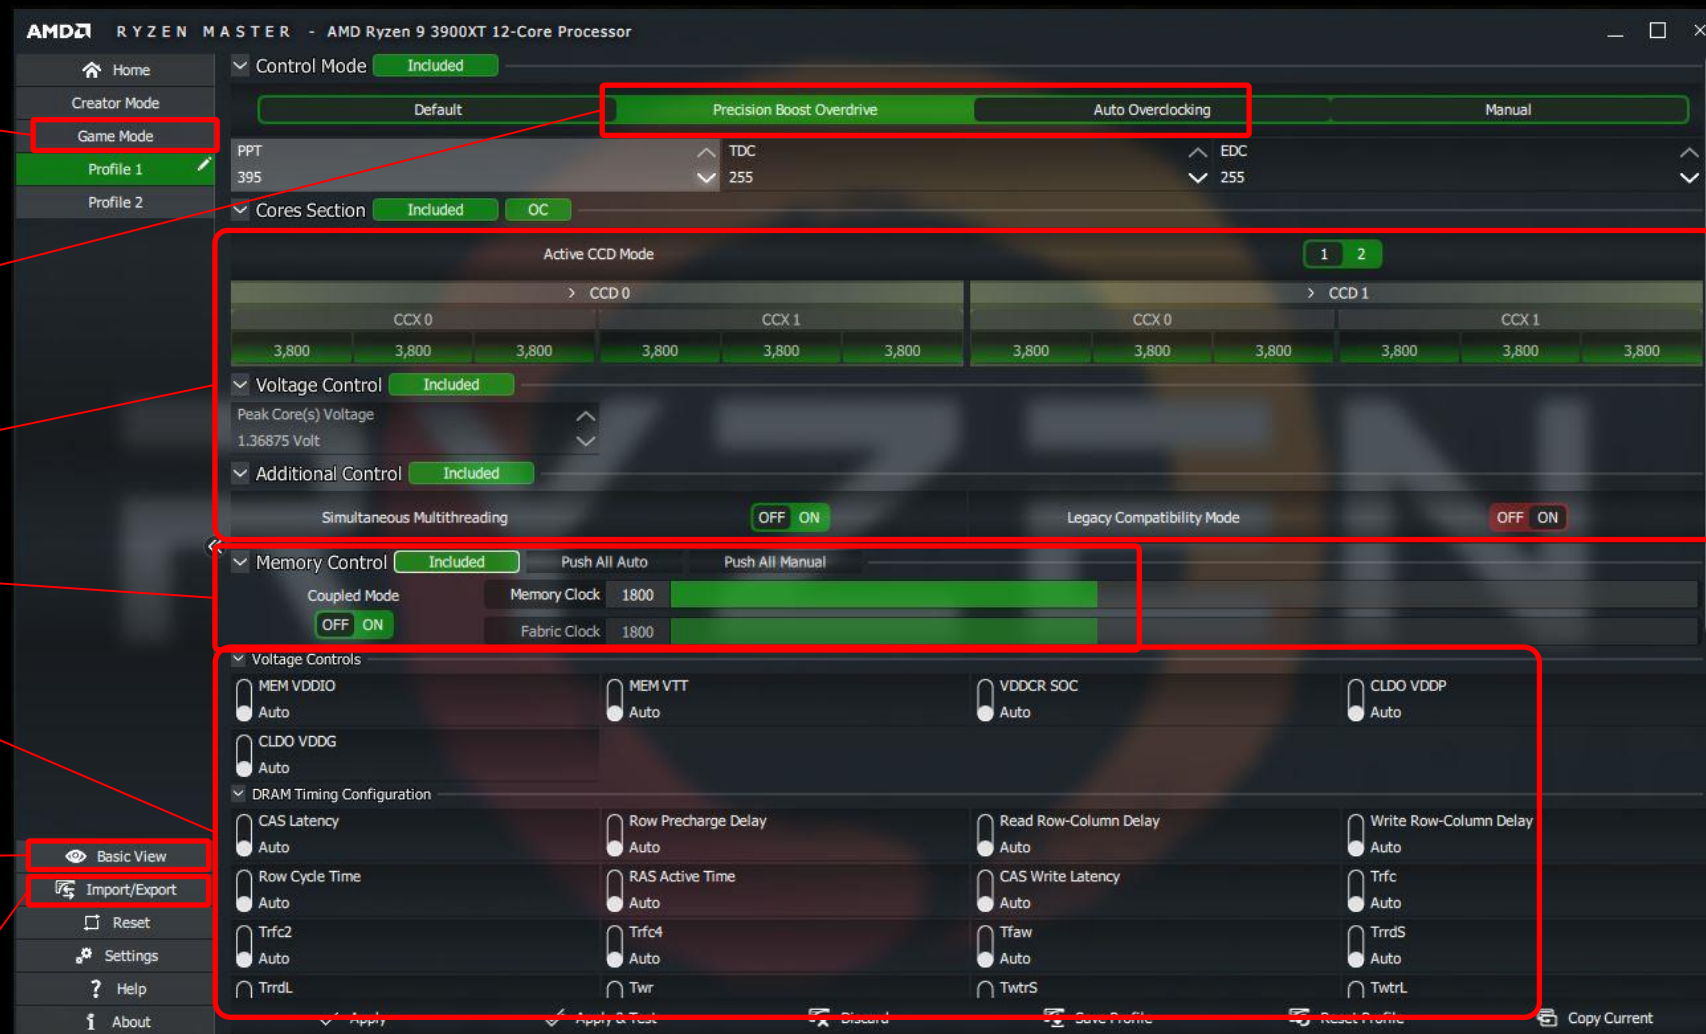 AMD RYZEN MASTER - AMD Ryzen 9 3900XT 12-Core Processor
Home
Creator Mode
Game Mode
Profile 1
Profile 2
Basic View
Import/Export
Reset
Settings
Help
About
Control Mode Included
Default Precision Boost Overdrive Auto Overclocking Manual
PPT TDC EDC
395 255 255
Cores Section Included OC
Active CCD Mode 1 2
CCD 0 CCD 1
CCX 0 CCX 1 CCX 0 CCX 1
3,800 3,800 3,800 3,800 3,800 3,800 3,800 3,800 3,800 3,800 3,800 3,800
Voltage Control Included
Peak Core(s) Voltage
1.36875 Volt
Additional Control Included
Simultaneous Multithreading OFF ON Legacy Compatibility Mode OFF ON
Memory Control Included Push All Auto Push All Manual
Coupled Mode Memory Clock 1800
OFF ON Fabric Clock 1800
Voltage Controls
MEM VDDIO MEM VTT VDDCR SOC CLDO VDDP
Auto Auto Auto Auto
CLDO VDDG
Auto
DRAM Timing Configuration
CAS Latency Row Precharge Delay Read Row-Column Delay Write Row-Column Delay
Auto Auto Auto Auto
Row Cycle Time RAS Active Time CAS Write Latency Trfc
Auto Auto Auto Auto
Trfc2 Trfc4 Tfaw TrrdS
Auto Auto Auto Auto
TrrdL Twr TwtrS TwtrL
Apply Apply & Test Discard Save Profile Reset Profile Copy Current
RYZEN